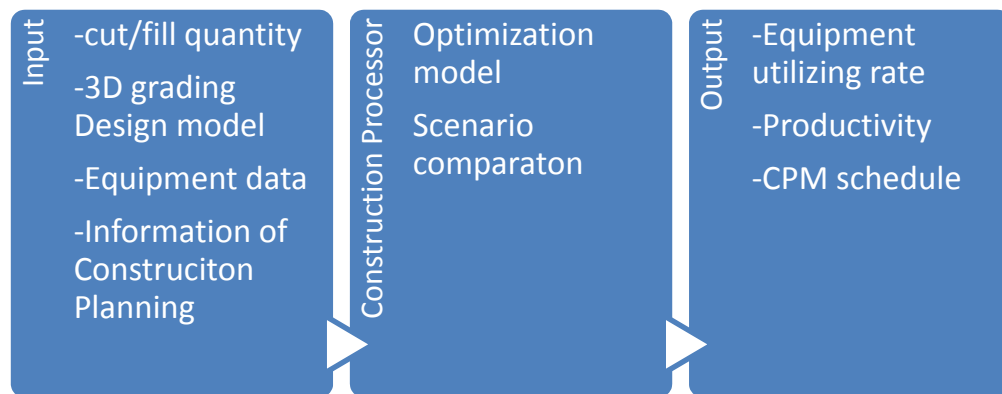 Input
-cut/fill quantity
-3D grading
Design model
-Equipment data
-Information of
Construciton
Planning
Construction Processor
Optimization
model
Scenario
comparaton
Output
-Equipment
utilizing rate
-Productivity
-CPM schedule